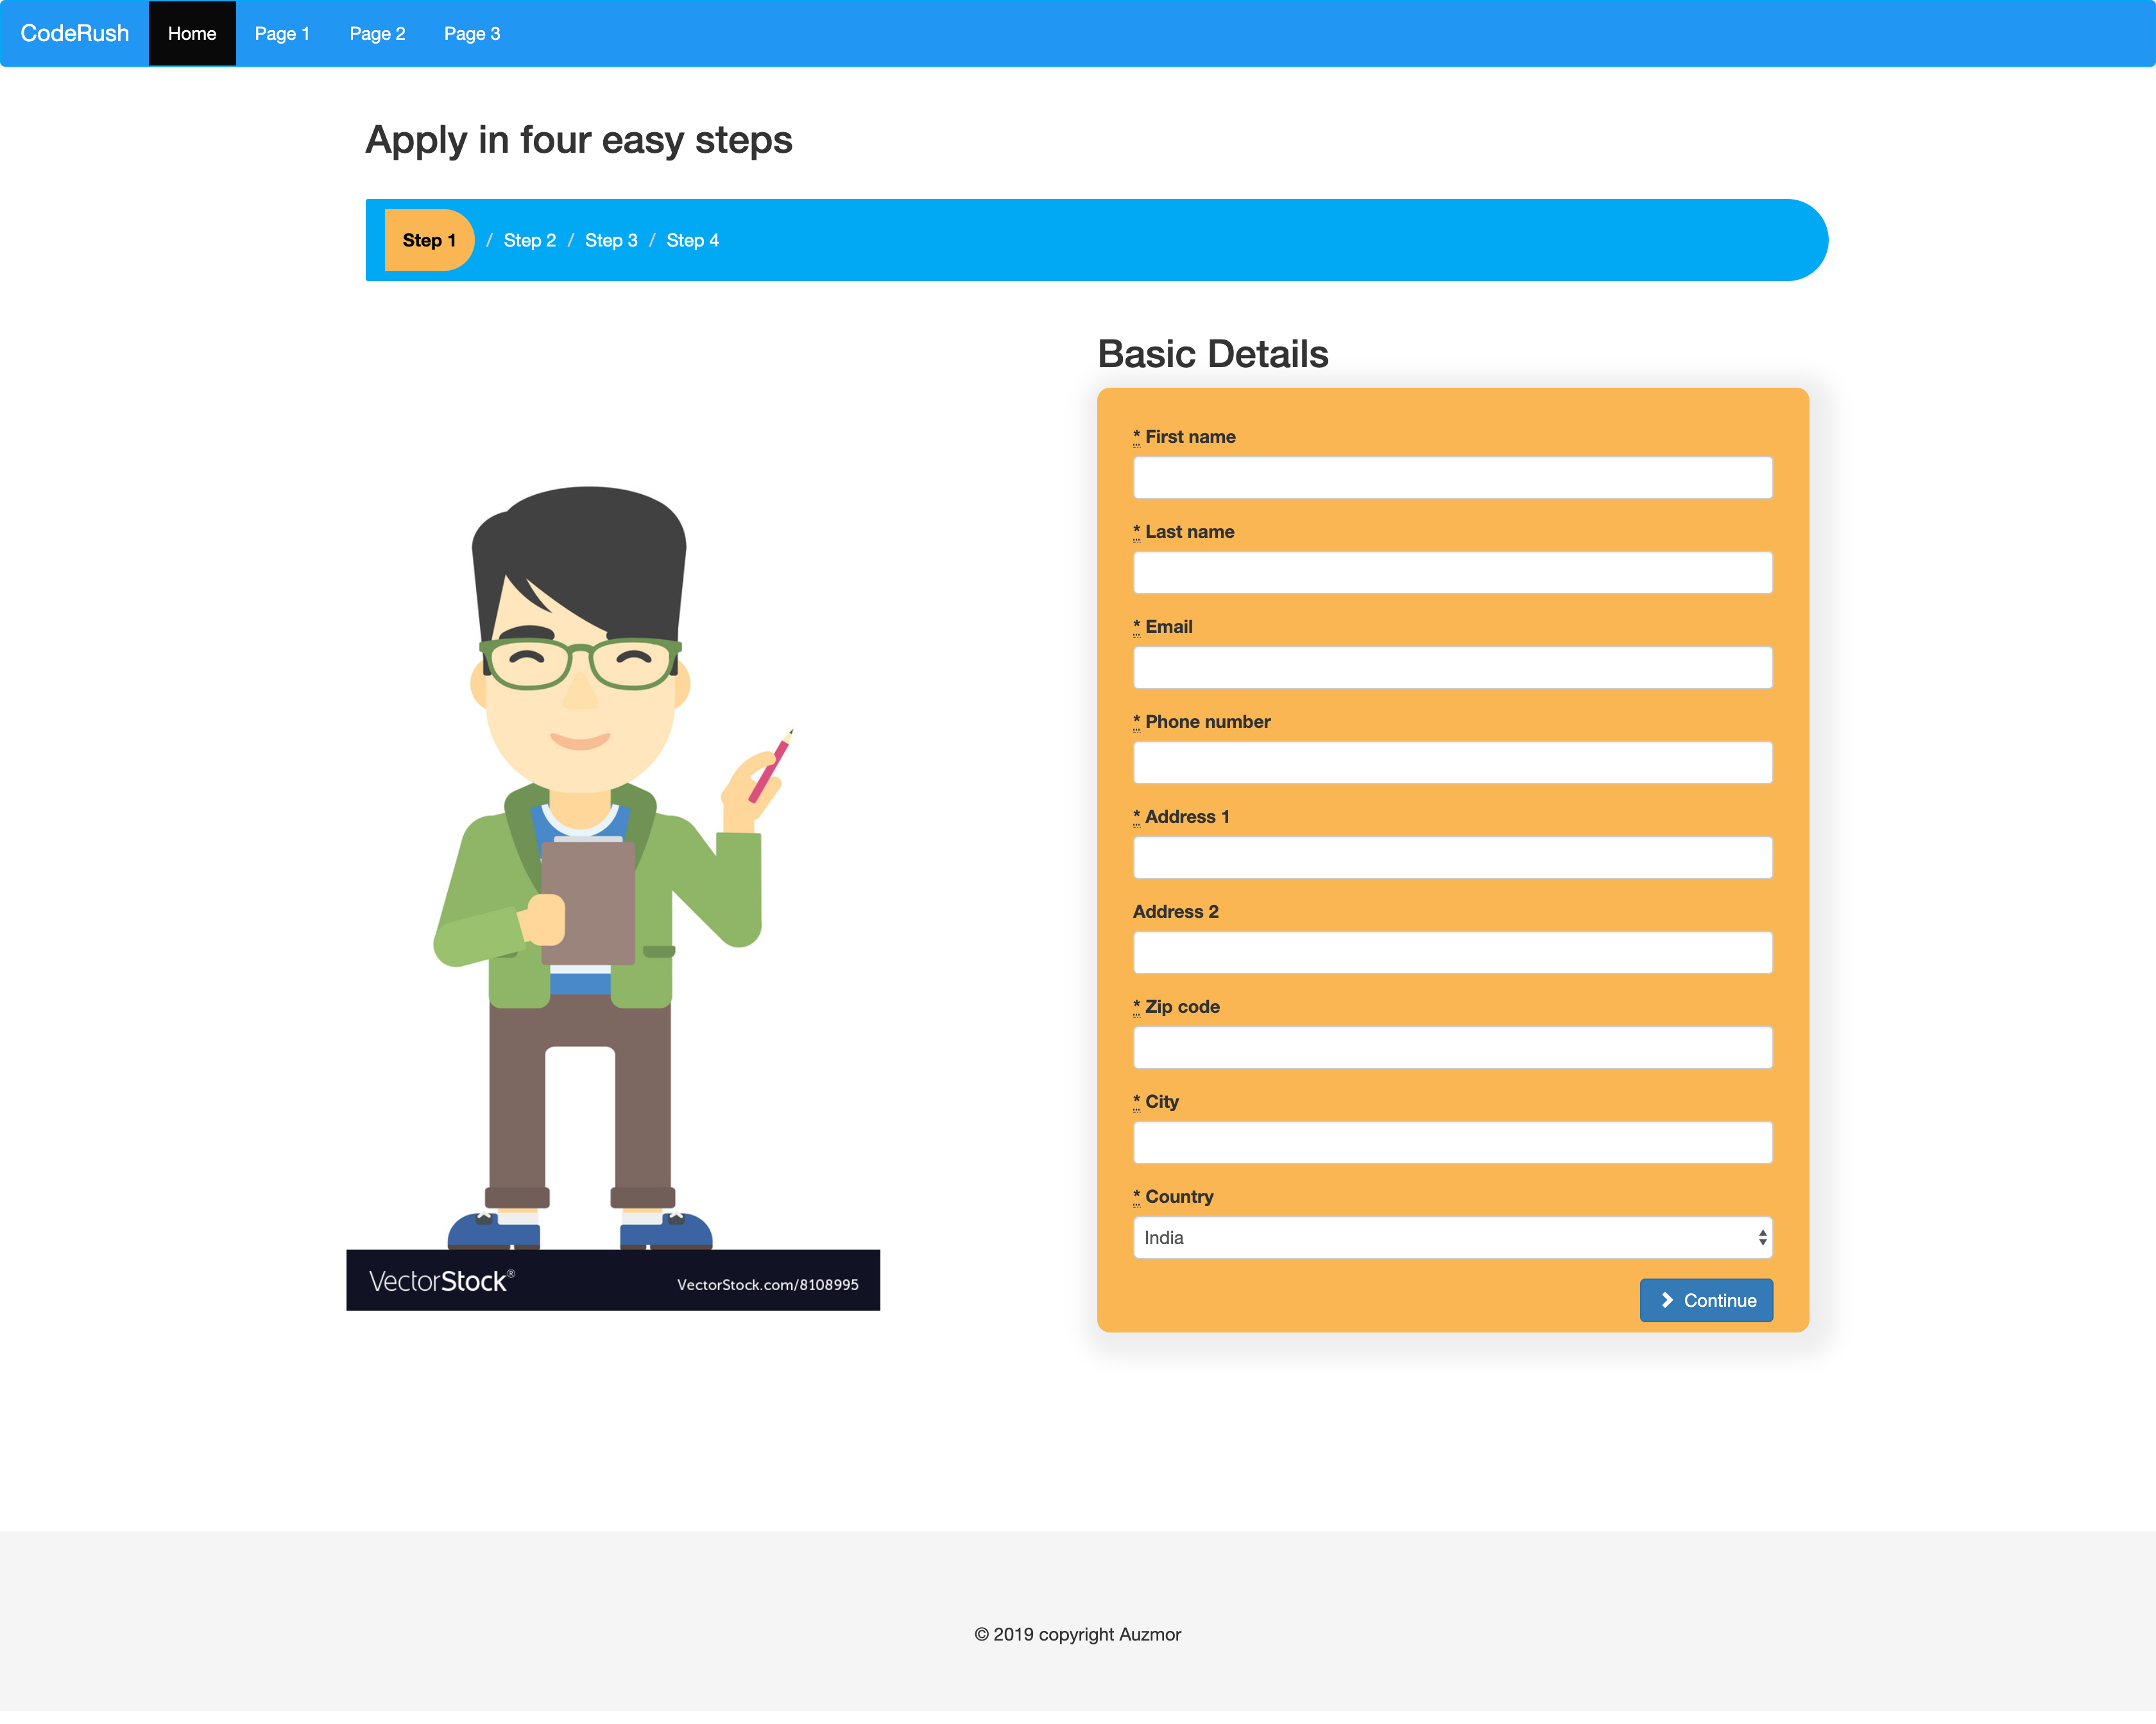 CodeRush Home Page 1 Page 2 Page 3
Apply in four easy steps
Step 1 / Step 2 / Step 3 / Step 4
Basic Details
* First name
* Last name
* Email
* Phone number
* Address 1
Address 2
* Zip code
* City
* Country
India
Continue
VectorStock® VectorStock.com/8108995
© 2019 copyright Auzmor